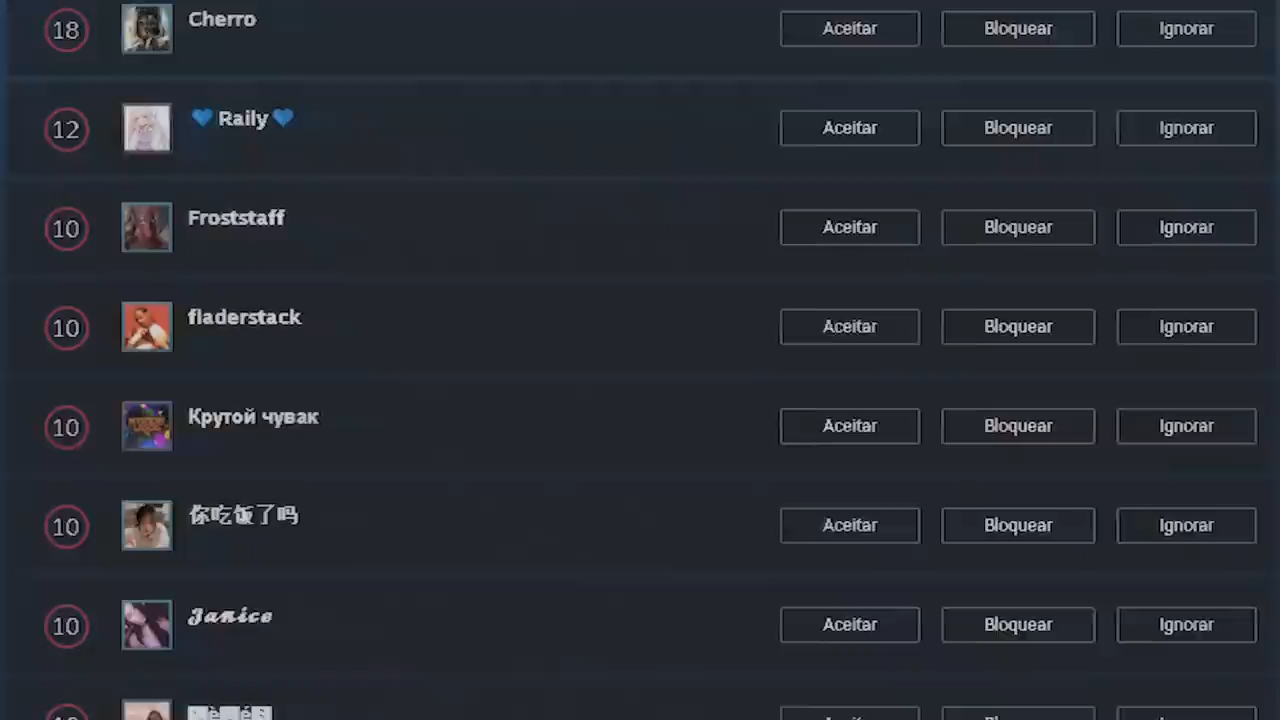 18 Cherro Aceitar Bloquear Ignorar
12 💙 Raily 💙 Aceitar Bloquear Ignorar
10 Froststaff Aceitar Bloquear Ignorar
10 fladerstack Aceitar Bloquear Ignorar
10 Крутой чувак Aceitar Bloquear Ignorar
10 你吃饭了吗 Aceitar Bloquear Ignorar
10 𝓙𝓪𝓷𝓲𝓬𝓮 Aceitar Bloquear Ignorar